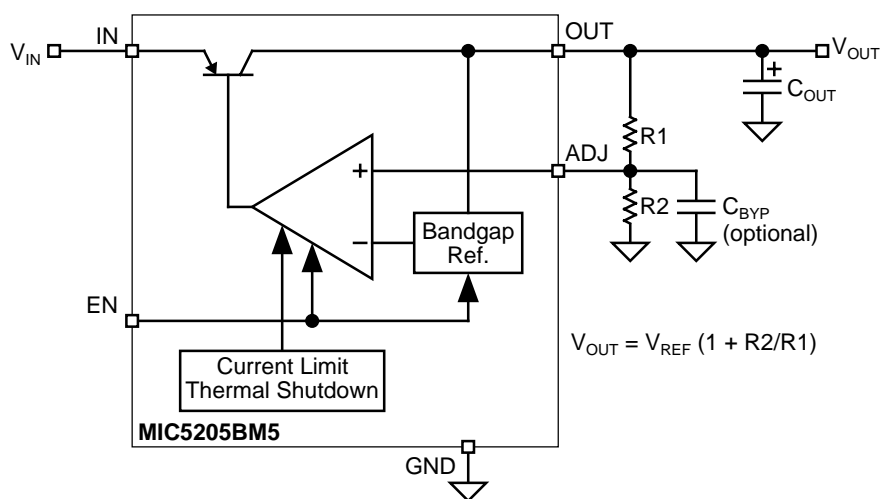 IN
OUT
V_IN
V_OUT
+
C_OUT
R1
ADJ
+
R2
C_BYP
(optional)
Bandgap
Ref.
−
EN
V_OUT = V_REF (1 + R2/R1)
Current Limit
Thermal Shutdown
MIC5205BM5
GND